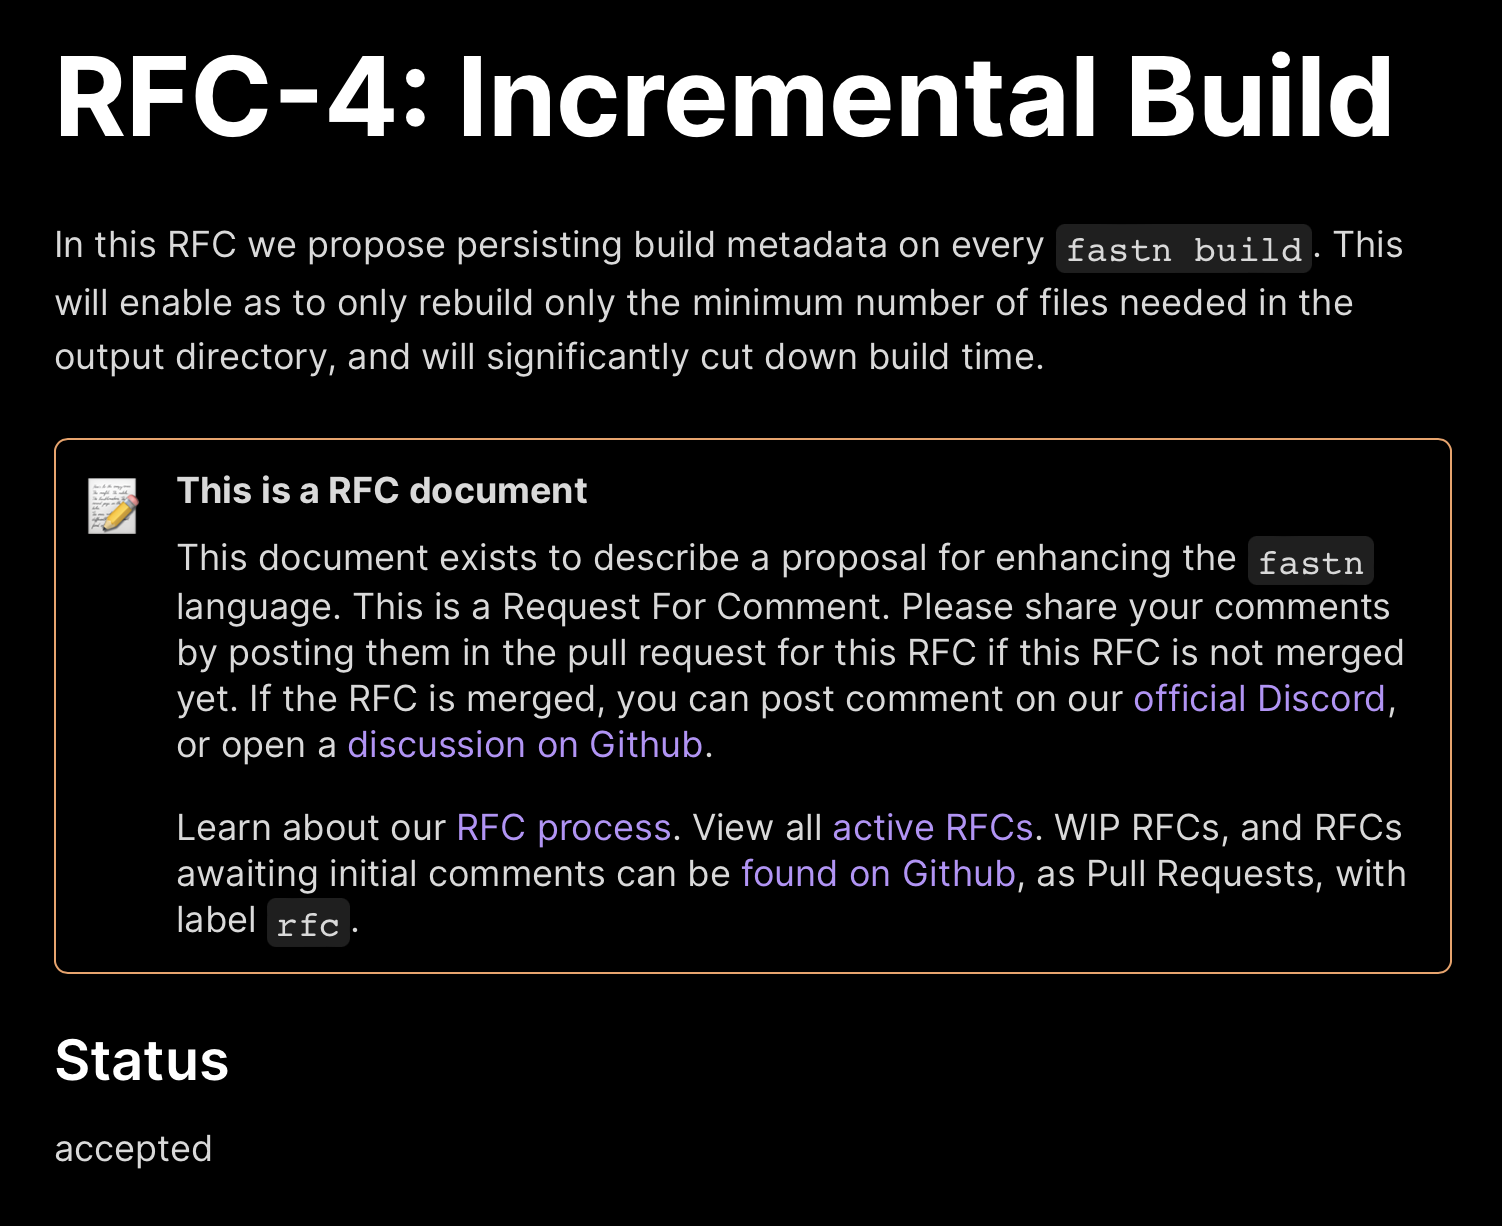 RFC-4: Incremental Build
In this RFC we propose persisting build metadata on every fastn build. This
will enable as to only rebuild only the minimum number of files needed in the
output directory, and will significantly cut down build time.
This is a RFC document
This document exists to describe a proposal for enhancing the fastn
language. This is a Request For Comment. Please share your comments
by posting them in the pull request for this RFC if this RFC is not merged
yet. If the RFC is merged, you can post comment on our official Discord,
or open a discussion on Github.
Learn about our RFC process. View all active RFCs. WIP RFCs, and RFCs
awaiting initial comments can be found on Github, as Pull Requests, with
label rfc.
Status
accepted